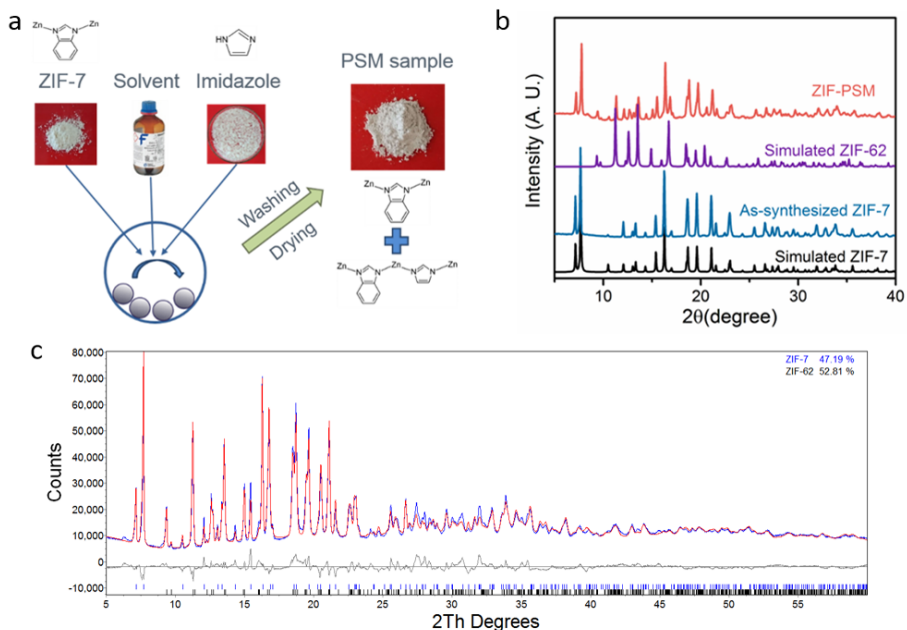 a
Zn
Zn
N
N
HN
N
ZIF-7
Solvent
Imidazole
PSM sample
F
Washing
Drying
Zn
Zn
N
N
Zn
Zn
Zn
N
N
N
N
b
Intensity (A. U.)
ZIF-PSM
Simulated ZIF-62
As-synthesized ZIF-7
Simulated ZIF-7
10
20
30
40
2θ(degree)
c
ZIF-7 47.19 %
ZIF-62 52.81 %
Counts
80,000
70,000
60,000
50,000
40,000
30,000
20,000
10,000
0
-10,000
5
10
15
20
25
30
35
40
45
50
55
2Th Degrees